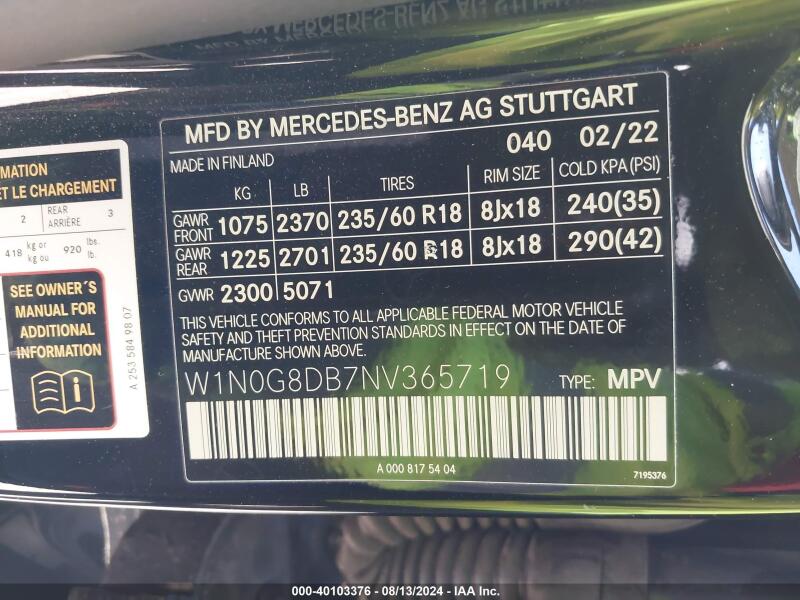 MFD BY MERCEDES-BENZ AG STUTTGART
040 02/22
MADE IN FINLAND
KG LB TIRES RIM SIZE COLD KPA (PSI)
GAWR FRONT 1075 2370 235/60 R18 8Jx18 240(35)
GAWR REAR 1225 2701 235/60 R18 8Jx18 290(42)
GVWR 2300 5071
THIS VEHICLE CONFORMS TO ALL APPLICABLE FEDERAL MOTOR VEHICLE
SAFETY AND THEFT PREVENTION STANDARDS IN EFFECT ON THE DATE OF
MANUFACTURE SHOWN ABOVE.
W1N0G8DB7NV365719 TYPE: MPV
A 000 817 54 04
7195376
MATION
ET LE CHARGEMENT
2 REAR ARRIÈRE 3
418 kg or kg ou 920 lbs. lb.
SEE OWNER´S
MANUAL FOR
ADDITIONAL
INFORMATION
A 253 584 98 07
000-40103376 - 08/13/2024 - IAA Inc.